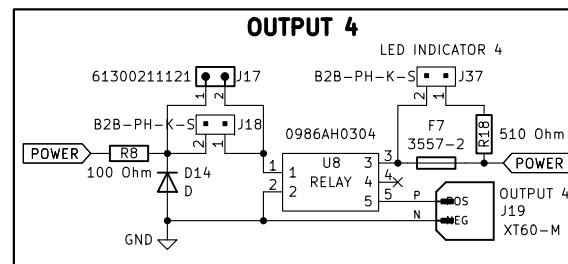 OUTPUT 4
LED INDICATOR 4
61300211121 J17
B2B-PH-K-S J37
1 2
2 1
B2B-PH-K-S J18
2 1
0986AH0304
F7
3557-2
R18
510 Ohm
POWER
R8
100 Ohm
1 1
2 2
U8
RELAY
3 3
4 4
5 5
POWER
D14
D
P
N
POS
NEG
OUTPUT 4
J19
XT60-M
GND